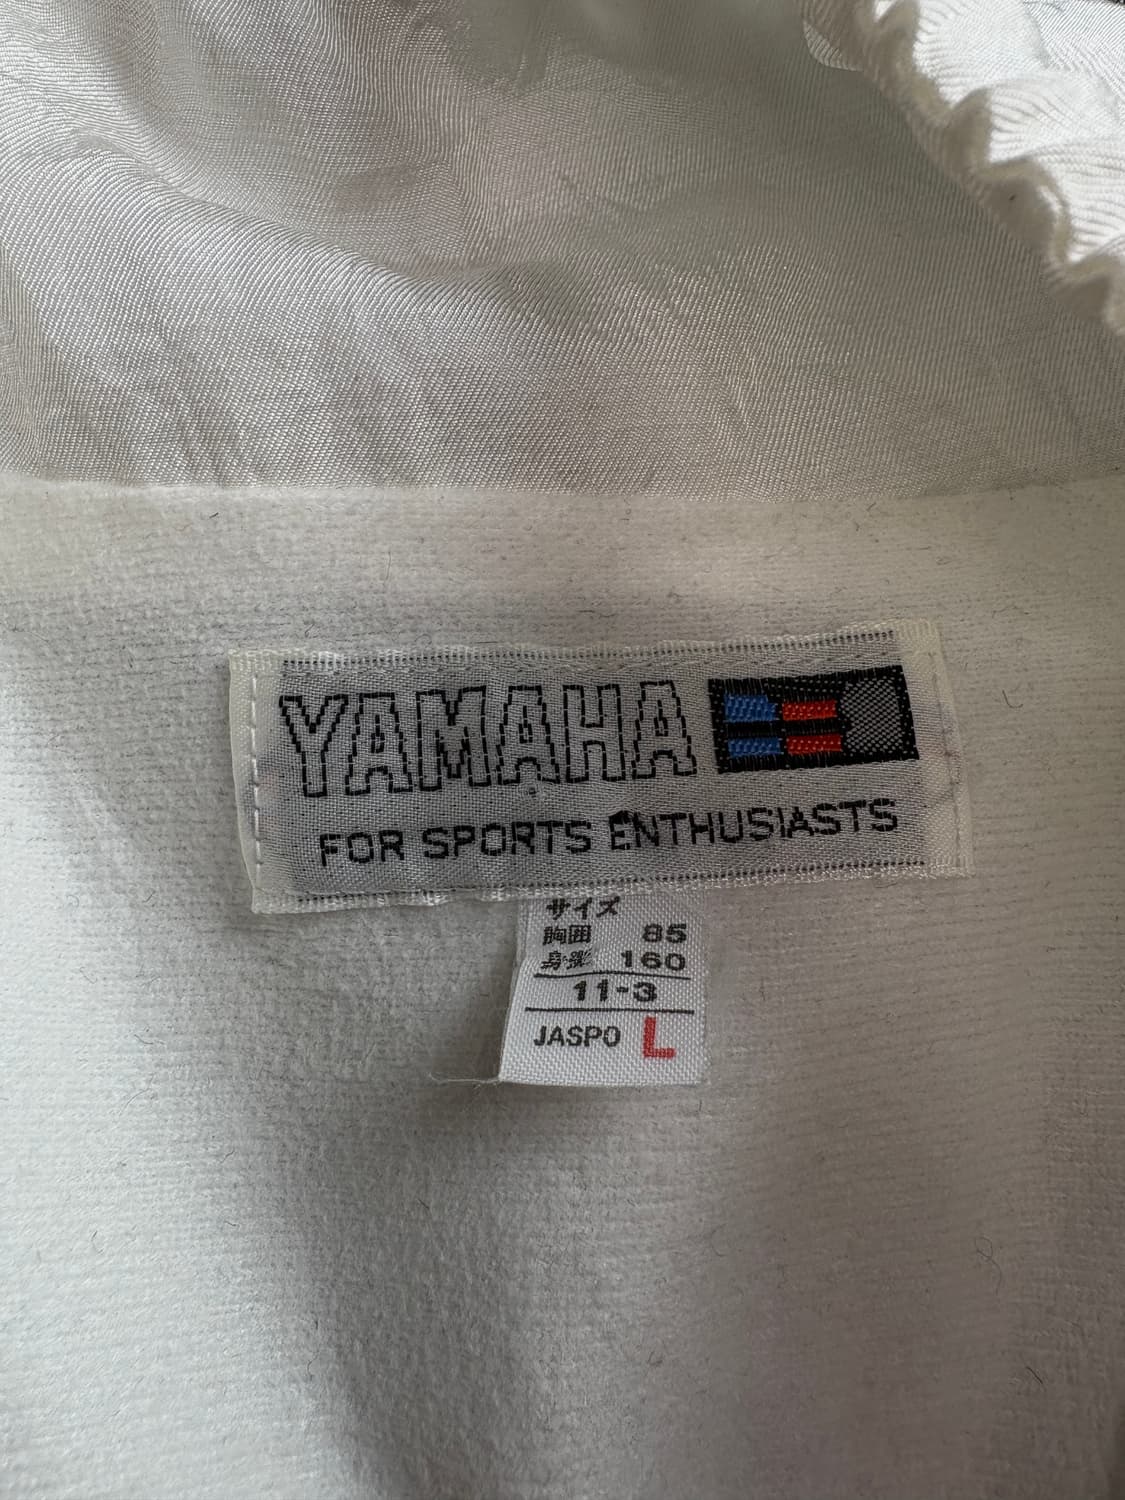 YAMAHA
FOR SPORTS ENTHUSIASTS
サイズ
胸囲 85
身長 160
11-3
JASPO L